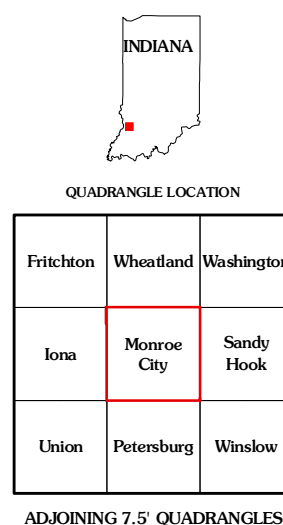 INDIANA
QUADRANGLE LOCATION
Fritchton Wheatland Washington
Iona Monroe City Sandy Hook
Union Petersburg Winslow
ADJOINING 7.5' QUADRANGLES